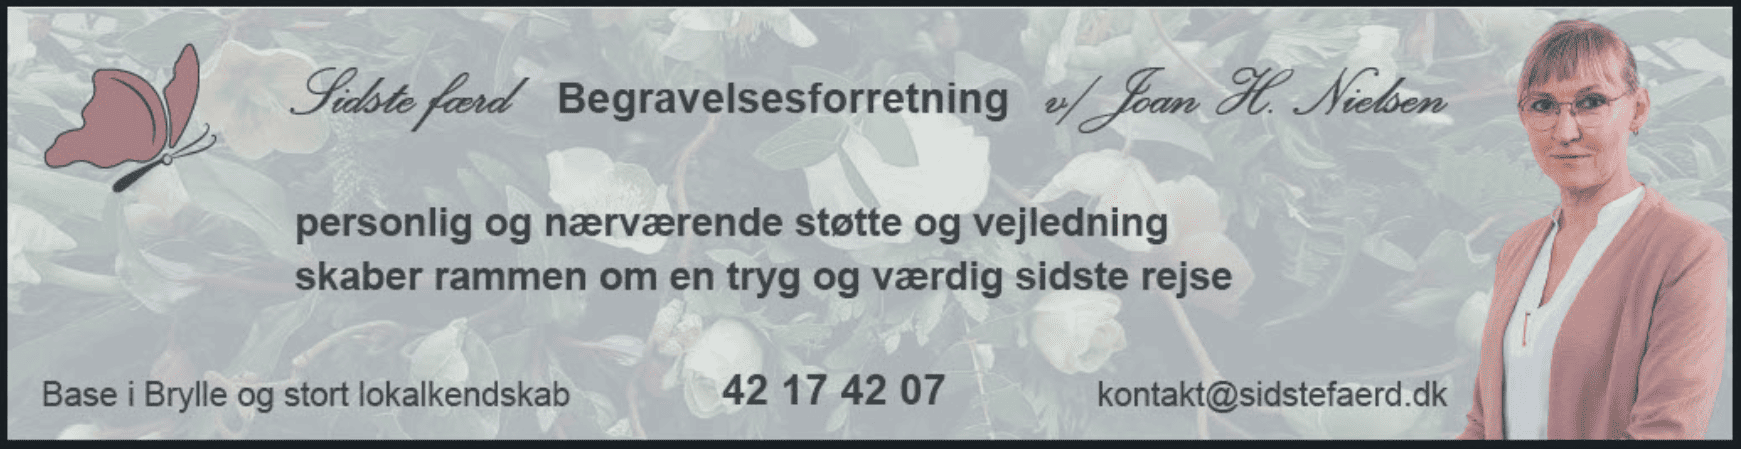 Sidste færd Begravelsesforretning v/ Joan H. Nielsen
personlig og nærværende støtte og vejledning
skaber rammen om en tryg og værdig sidste rejse
Base i Brylle og stort lokalkendskab 42 17 42 07 kontakt@sidstefaerd.dk